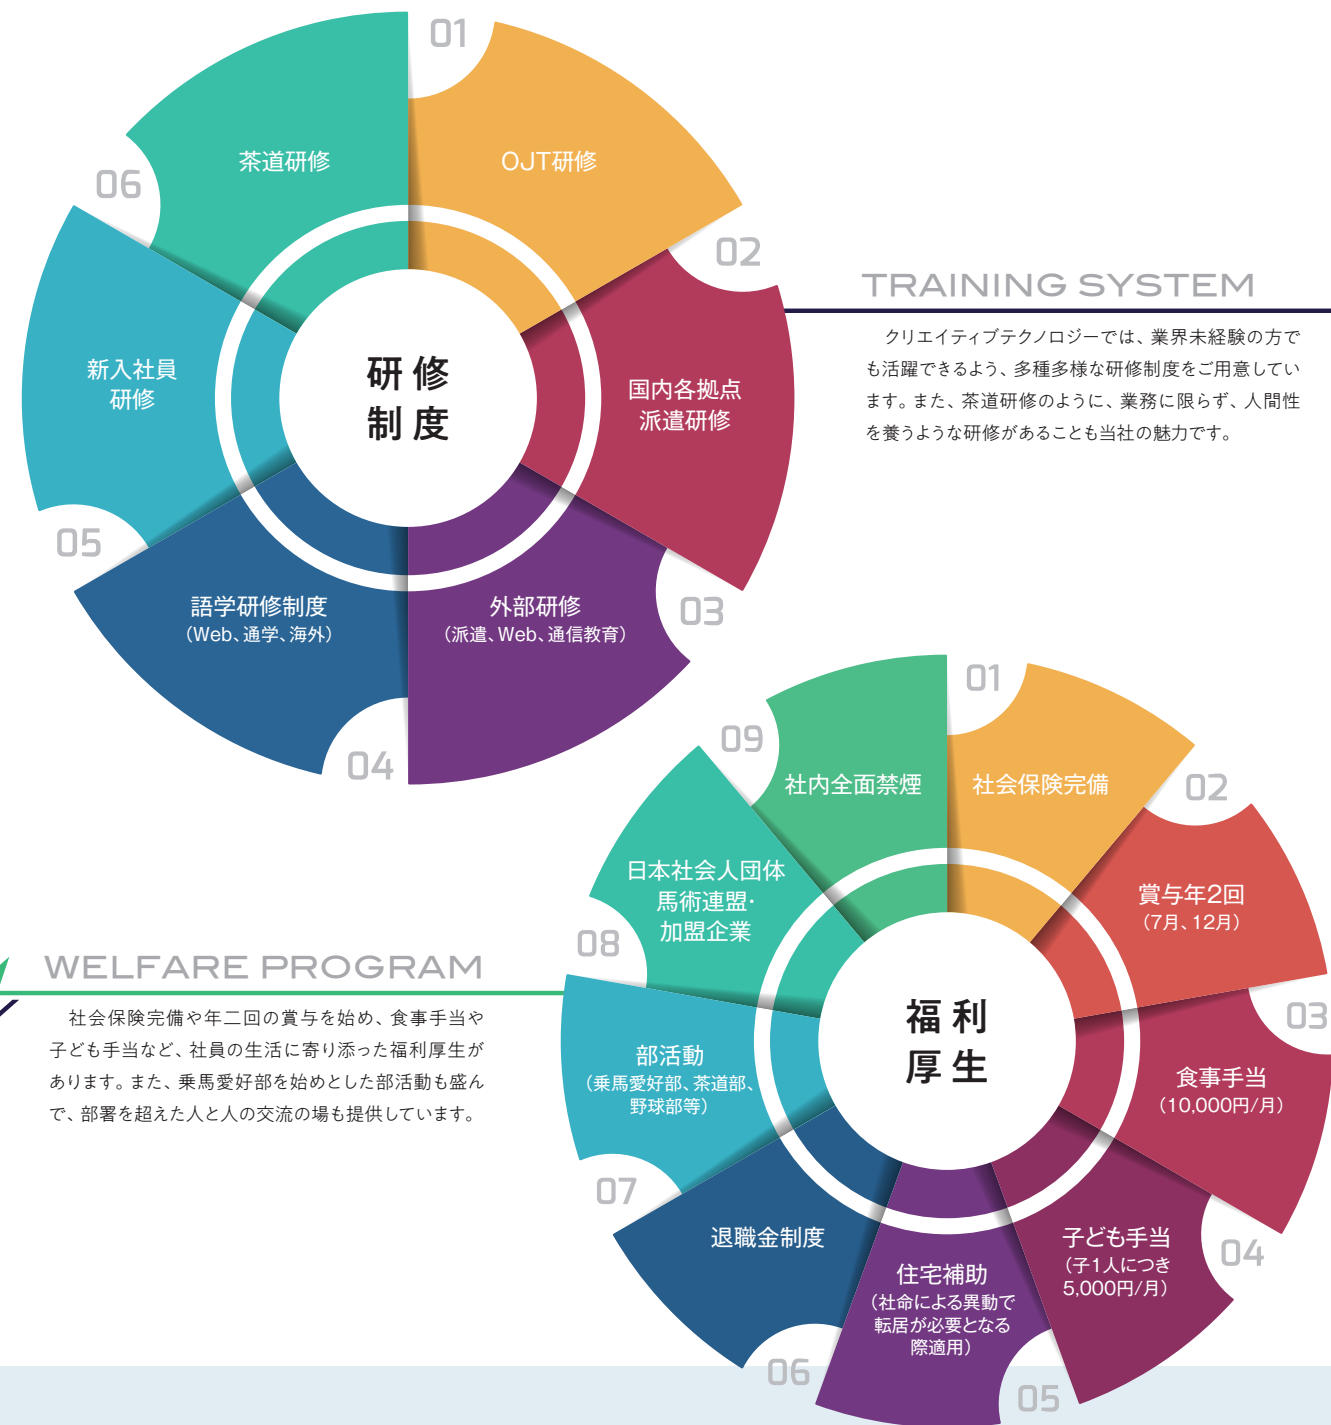 研修
制度
01
OJT研修
02
国内各拠点
派遣研修
03
外部研修
（派遣、Web、通信教育）
04
語学研修制度
（Web、通学、海外）
05
新入社員
研修
06
茶道研修
TRAINING SYSTEM
クリエイティブテクノロジーでは、業界未経験の方で
も活躍できるよう、多種多様な研修制度をご用意してい
ます。また、茶道研修のように、業務に限らず、人間性
を養うような研修があることも当社の魅力です。
WELFARE PROGRAM
社会保険完備や年二回の賞与を始め、食事手当や
子ども手当など、社員の生活に寄り添った福利厚生が
あります。また、乗馬愛好部を始めとした部活動も盛ん
で、部署を超えた人と人の交流の場も提供しています。
福利
厚生
01
社会保険完備
02
賞与年2回
（7月、12月）
03
食事手当
（10,000円/月）
04
子ども手当
（子1人につき
5,000円/月）
05
住宅補助
（社命による異動で
転居が必要となる
際適用）
06
退職金制度
07
部活動
（乗馬愛好部、茶道部、
野球部等）
08
日本社会人団体
馬術連盟・
加盟企業
09
社内全面禁煙